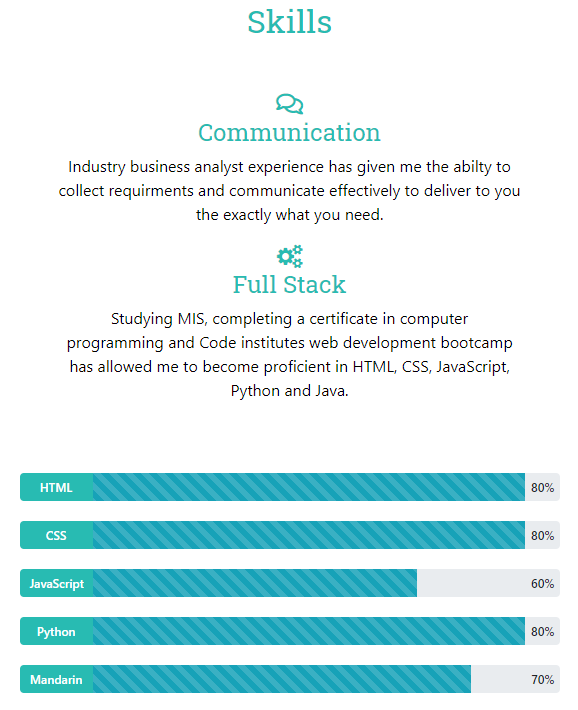 Skills
Communication
Industry business analyst experience has given me the abilty to
collect requirments and communicate effectively to deliver to you
the exactly what you need.
Full Stack
Studying MIS, completing a certificate in computer
programming and Code institutes web development bootcamp
has allowed me to become proficient in HTML, CSS, JavaScript,
Python and Java.
HTML 80%
CSS 80%
JavaScript 60%
Python 80%
Mandarin 70%